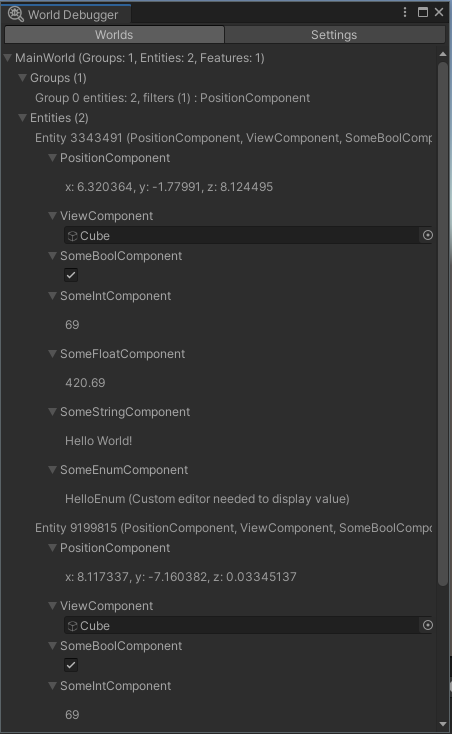 World Debugger
Worlds Settings
MainWorld (Groups: 1, Entities: 2, Features: 1)
Groups (1)
Group 0 entities: 2, filters (1) : PositionComponent
Entities (2)
Entity 3343491 (PositionComponent, ViewComponent, SomeBoolComp
PositionComponent
x: 6.320364, y: -1.77991, z: 8.124495
ViewComponent
Cube
SomeBoolComponent
SomeIntComponent
69
SomeFloatComponent
420.69
SomeStringComponent
Hello World!
SomeEnumComponent
HelloEnum (Custom editor needed to display value)
Entity 9199815 (PositionComponent, ViewComponent, SomeBoolCompo
PositionComponent
x: 8.117337, y: -7.160382, z: 0.03345137
ViewComponent
Cube
SomeBoolComponent
SomeIntComponent
69